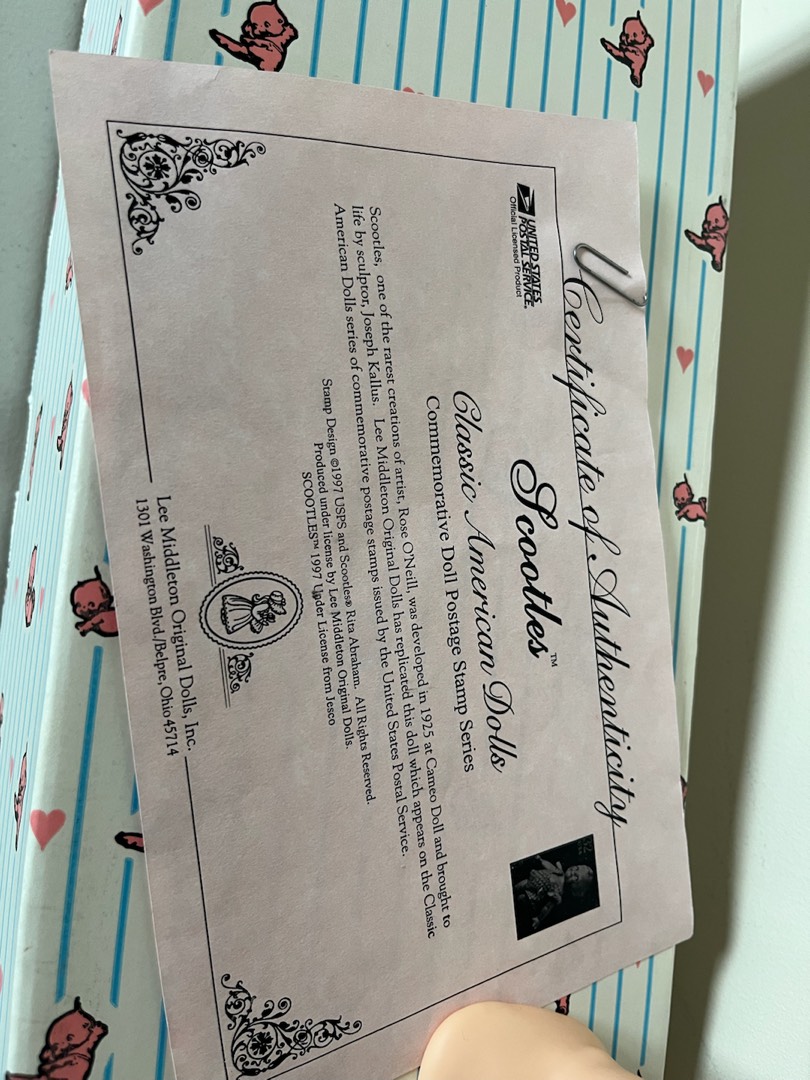 Certificate of Authenticity
UNITED STATES
POSTAL SERVICE.
Official Licensed Product
Scootles™
Classic American Dolls
Commemorative Doll Postage Stamp Series
Scootles, one of the rarest creations of artist, Rose O'Neill, was developed in 1925 at Cameo Doll and brought to
life by sculptor, Joseph Kallus. Lee Middleton Original Dolls has replicated this doll which appears on the Classic
American Dolls series of commemorative postage stamps issued by the United States Postal Service.
Stamp Design ©1997 USPS and Scootles® Rita Abraham. All Rights Reserved.
Produced under license by Lee Middleton Original Dolls.
SCOOTLES™ 1997 Under License from Jesco
Lee Middleton Original Dolls, Inc.
1301 Washington Blvd./Belpre, Ohio 45714